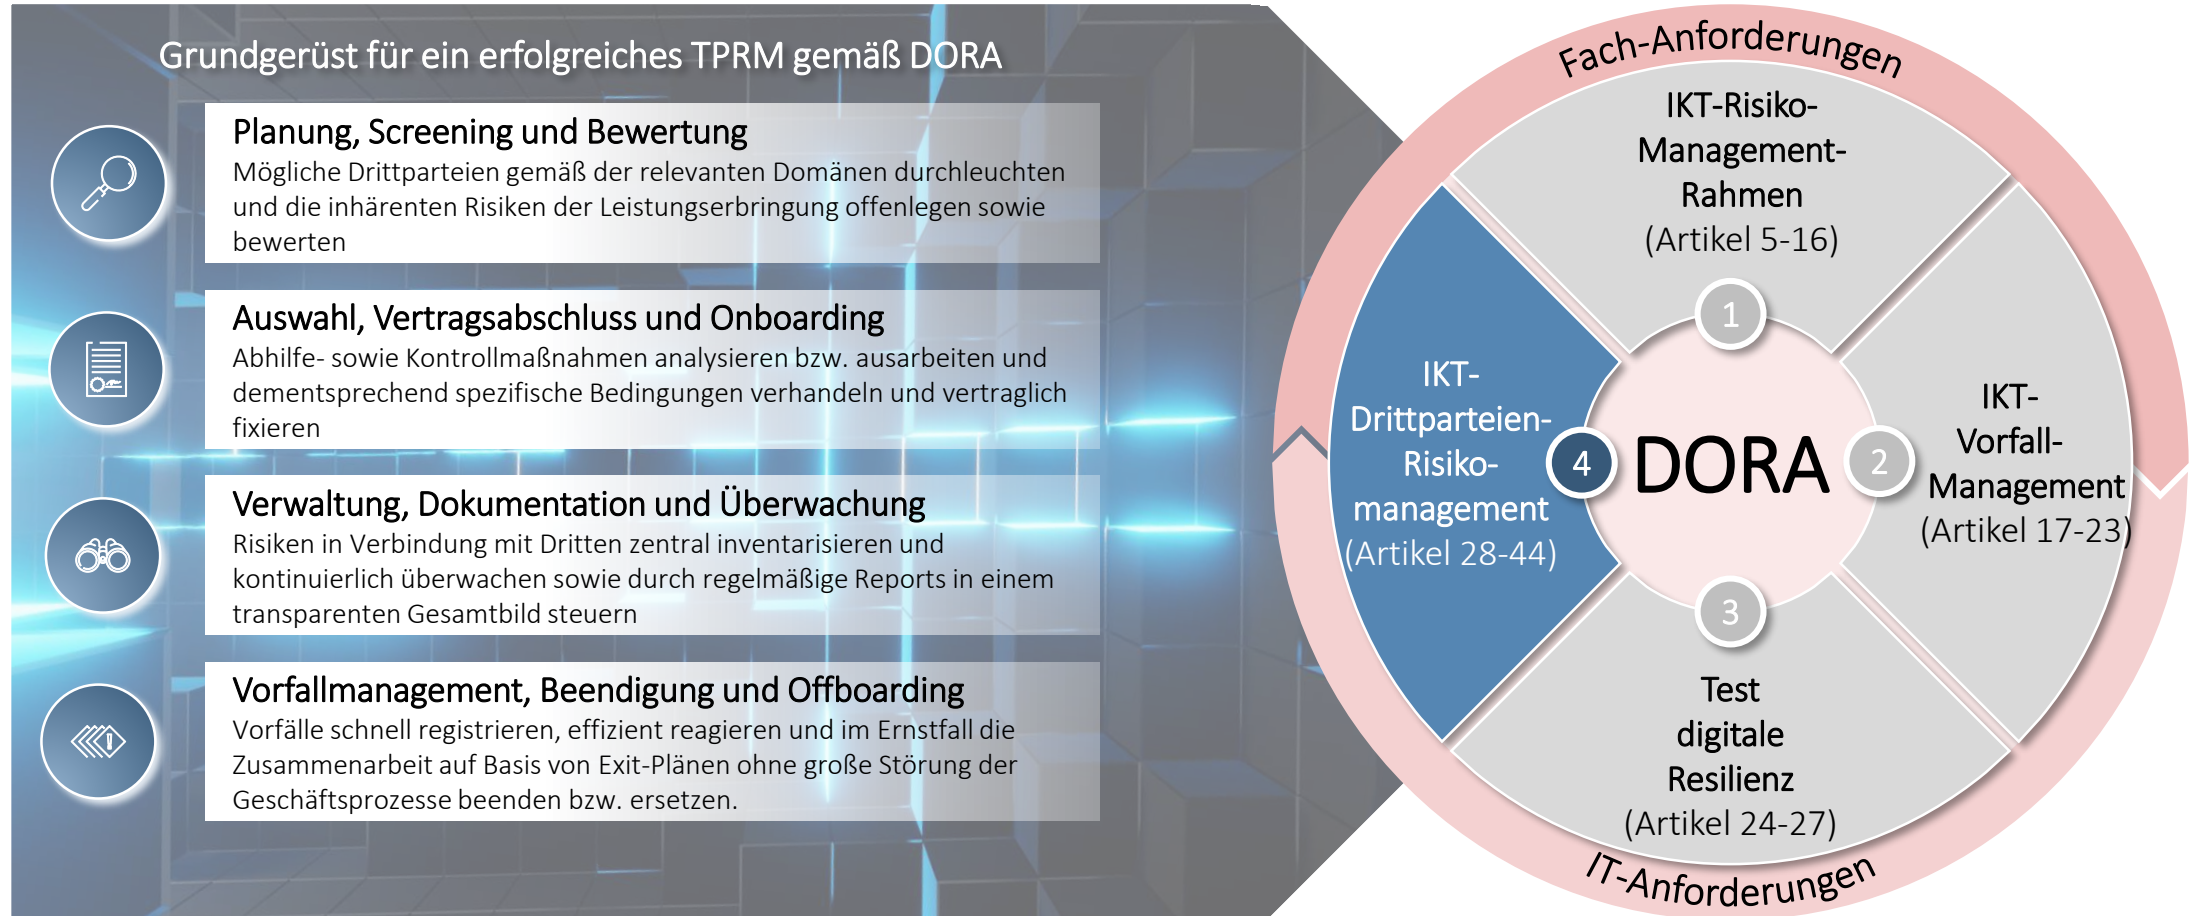 Grundgerüst für ein erfolgreiches TPRM gemäß DORA
Planung, Screening und Bewertung
Mögliche Drittparteien gemäß der relevanten Domänen durchleuchten
und die inhärenten Risiken der Leistungserbringung offenlegen sowie
bewerten
Auswahl, Vertragsabschluss und Onboarding
Abhilfe- sowie Kontrollmaßnahmen analysieren bzw. ausarbeiten und
dementsprechend spezifische Bedingungen verhandeln und vertraglich
fixieren
Verwaltung, Dokumentation und Überwachung
Risiken in Verbindung mit Dritten zentral inventarisieren und
kontinuierlich überwachen sowie durch regelmäßige Reports in einem
transparenten Gesamtbild steuern
Vorfallmanagement, Beendigung und Offboarding
Vorfälle schnell registrieren, effizient reagieren und im Ernstfall die
Zusammenarbeit auf Basis von Exit-Plänen ohne große Störung der
Geschäftsprozesse beenden bzw. ersetzen.
Fach-Anforderungen
IKT-Risiko-
Management-
Rahmen
(Artikel 5-16)
1
IKT-
Vorfall-
Management
(Artikel 17-23)
2
Test
digitale
Resilienz
(Artikel 24-27)
3
IKT-
Drittparteien-
Risiko-
management
(Artikel 28-44)
4
DORA
IT-Anforderungen